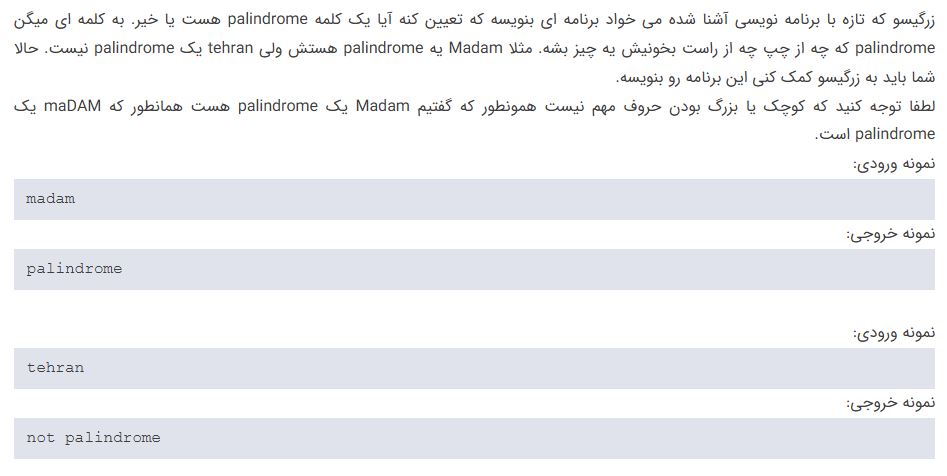 زرگیسو که تازه با برنامه نویسی آشنا شده می خواد برنامه ای بنویسه که تعیین کنه آیا یک کلمه palindrome هست یا خیر. به کلمه ای میگن
palindrome که چه از چپ چه از راست بخونیش یه چیز بشه. مثلا Madam یه palindrome هستش ولی tehran یک palindrome نیست. حالا
شما باید به زرگیسو کمک کنی این برنامه رو بنویسه.
لطفا توجه کنید که کوچک یا بزرگ بودن حروف مهم نیست همونطور که گفتیم Madam یک palindrome هست همانطور که maDAM یک
palindrome است.
نمونه ورودی:
madam
نمونه خروجی:
palindrome
نمونه ورودی:
tehran
نمونه خروجی:
not palindrome